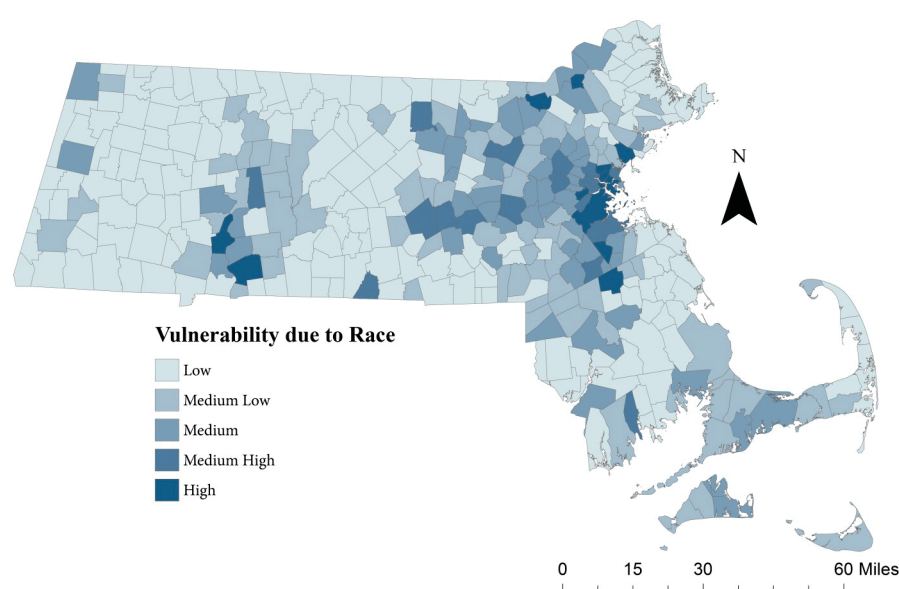 N
Vulnerability due to Race
Low
Medium Low
Medium
Medium High
High
0 15 30 60 Miles